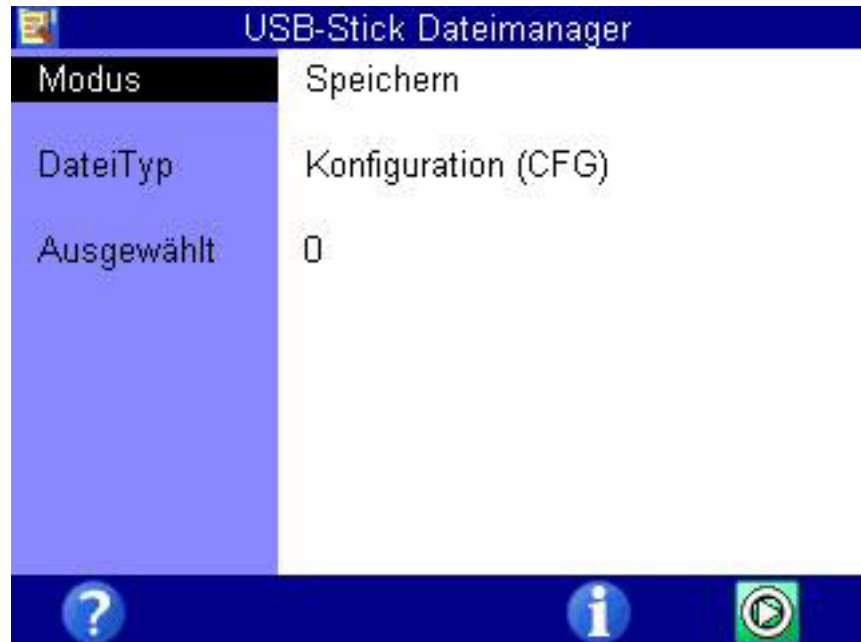 USB-Stick Dateimanager
Modus Speichern
DateiTyp Konfiguration (CFG)
Ausgewählt 0
? i